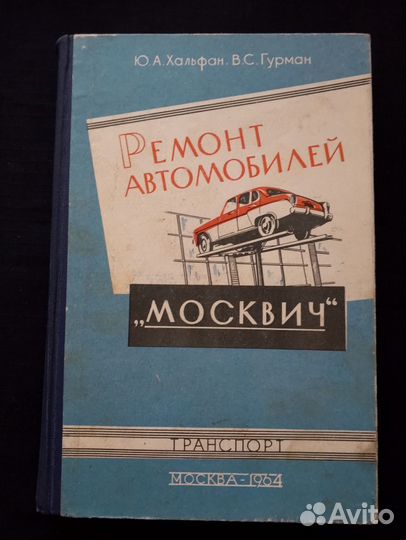 Ю.А. Хальфан. В.С. Гурман
Ремонт
автомобилей
„Москвич“
Транспорт
Москва-1964
Avito